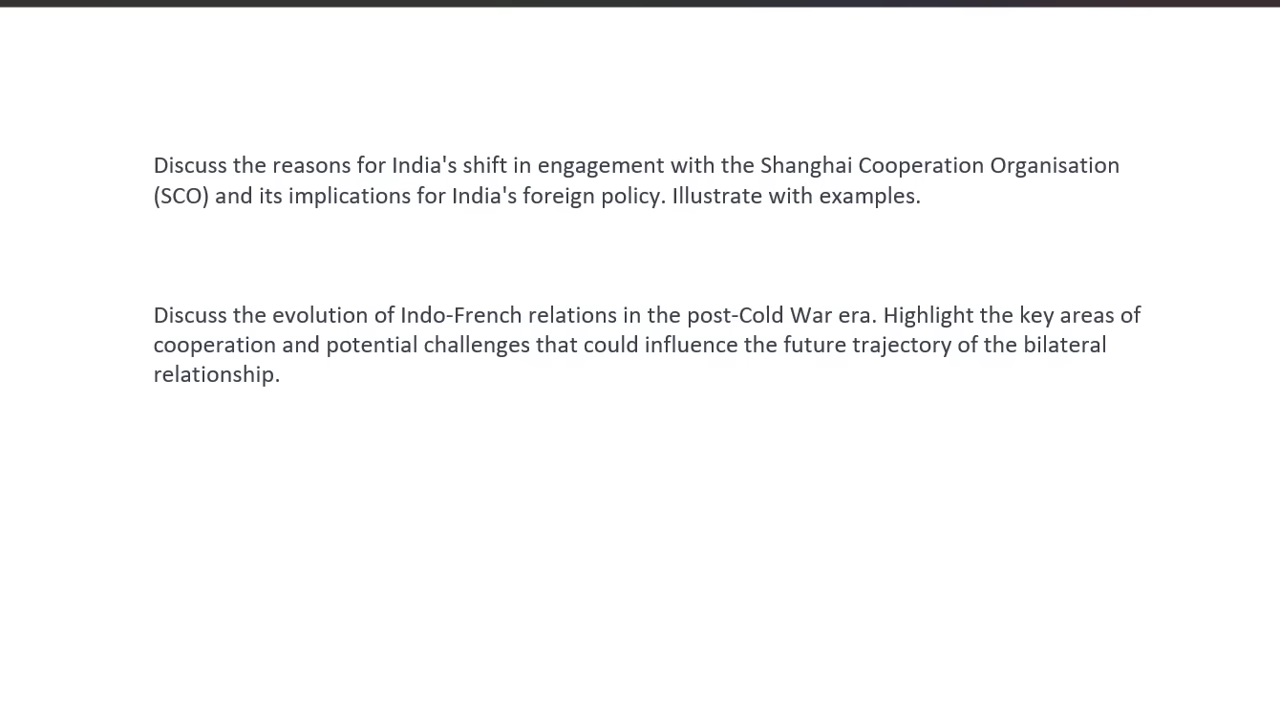 Discuss the reasons for India's shift in engagement with the Shanghai Cooperation Organisation
(SCO) and its implications for India's foreign policy. Illustrate with examples.
Discuss the evolution of Indo-French relations in the post-Cold War era. Highlight the key areas of
cooperation and potential challenges that could influence the future trajectory of the bilateral
relationship.